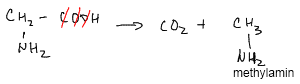 CH₂ - COOH → CO₂ + CH₃
| |
NH₂ NH₂
methylamin